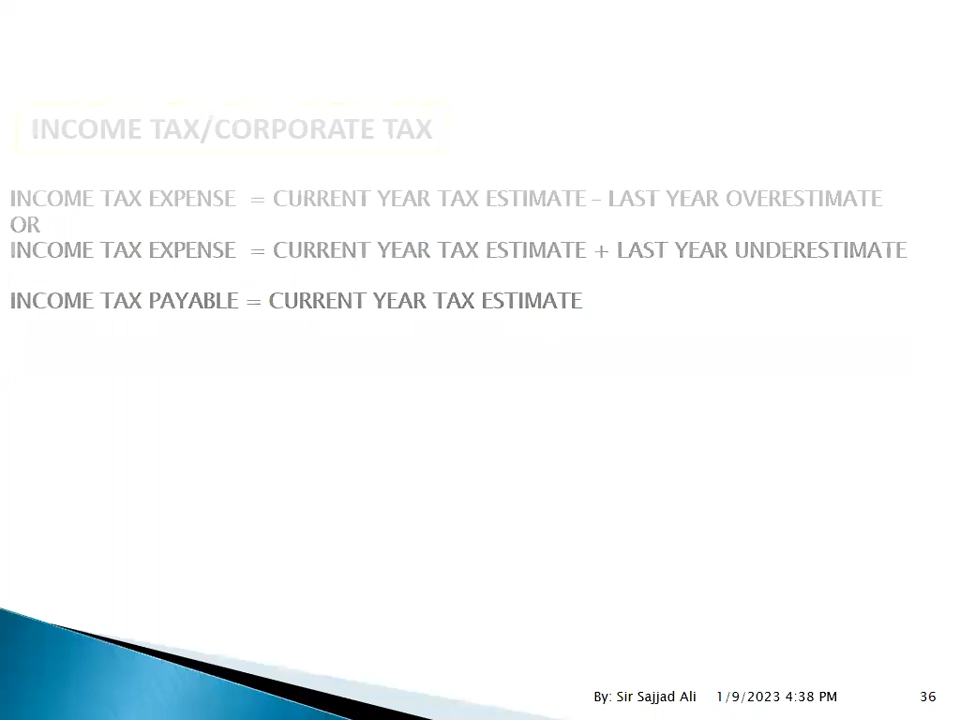 INCOME TAX/CORPORATE TAX
INCOME TAX EXPENSE = CURRENT YEAR TAX ESTIMATE – LAST YEAR OVERESTIMATE
OR
INCOME TAX EXPENSE = CURRENT YEAR TAX ESTIMATE + LAST YEAR UNDERESTIMATE
INCOME TAX PAYABLE = CURRENT YEAR TAX ESTIMATE
By: Sir Sajjad Ali 1/9/2023 4:38 PM 36